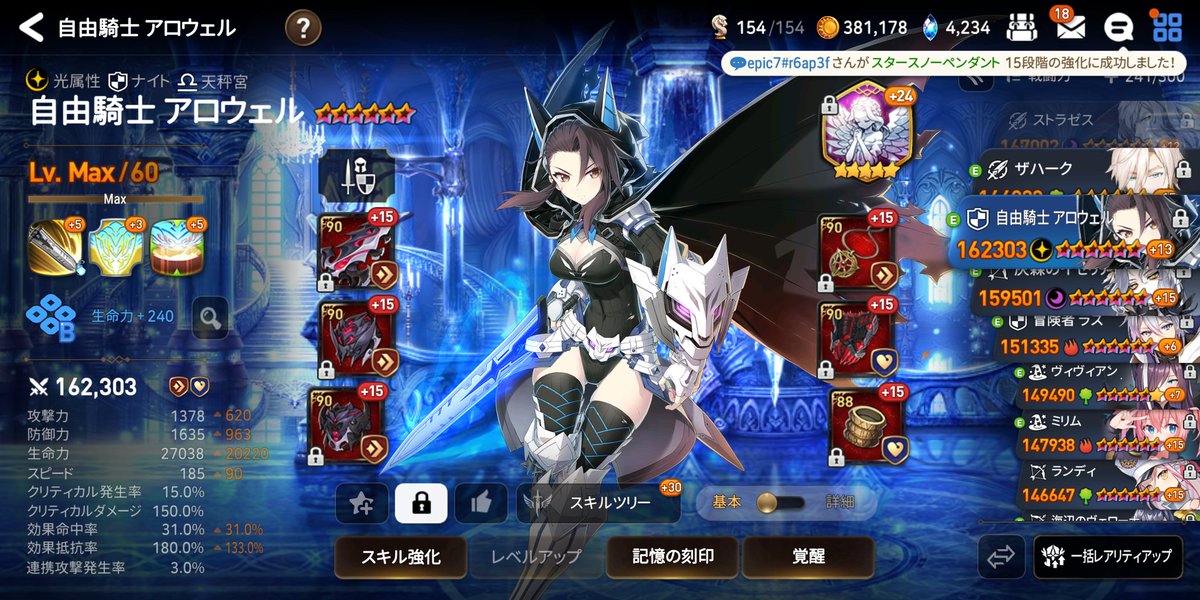 自由騎士 アロウェル
?
154/154
381,178
4,234
18
epic7#r6ap3fさんが スタースノーペンダント 15段階の強化に成功しました!
光属性 ナイト 天秤宮
自由騎士 アロウェル
Lv. Max/60
Max
+5
+3
+5
B
生命力+240
162,303
攻撃力 1378 620
防御力 1635 963
生命力 27038 20220
スピード 185 90
クリティカル発生率 15.0%
クリティカルダメージ 150.0%
効果命中率 31.0% 31.0%
効果抵抗率 180.0% 133.0%
連携攻撃発生率 3.0%
90 +15
90 +15
90 +15
+24
90 +15
90 +15
88 +15
+30
スキルツリー
基本
詳細
スキル強化
レベルアップ
記憶の刻印
覚醒
ストラゼス
ザハーク
自由騎士 アロウェル
162303 +13
159501 +15
冒険者 ラス
151335 +6
ヴィヴィアン
149490 +7
ミリム
147938 +15
ランディ
146647 +15
一括レアリティアップ